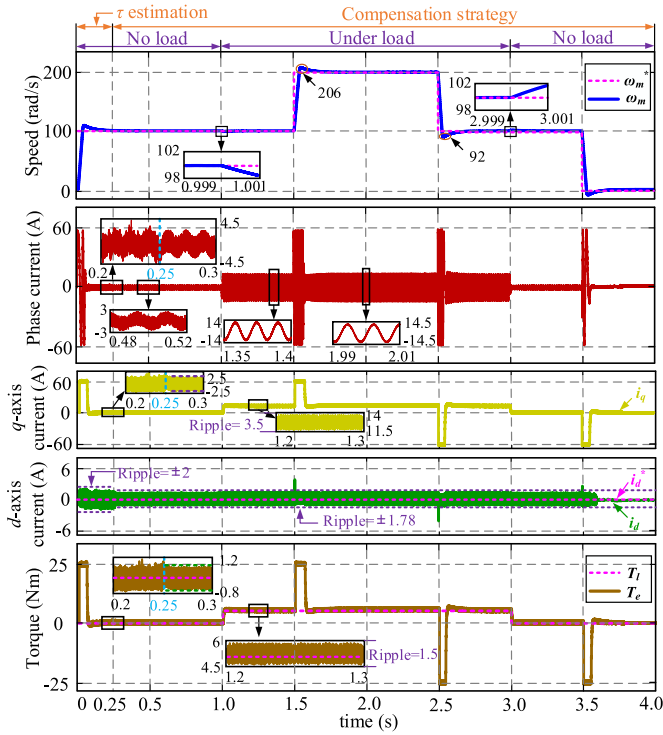 τ estimation
Compensation strategy
No load
Under load
No load
Speed (rad/s)
200
100
0
206
92
102
98
0.999
1.001
102
98
2.999
3.001
ωm*
ωm
Phase current (A)
60
0
-60
4.5
-14.5
0.2
0.25
0.3
3
-3
0.48
0.52
14
-14
1.35
1.4
14.5
-14.5
1.99
2.01
q-axis
current (A)
60
0
-60
2.5
-2.5
0.2
0.25
0.3
Ripple= 3.5
14
11.5
1.2
1.3
iq
d-axis
current (A)
6
0
-6
Ripple=±2
Ripple=±1.78
id*
id
Torque (Nm)
25
0
-25
1.2
-0.8
0.2
0.25
0.3
6
4.5
1.2
1.3
Ripple=1.5
Tl
Te
0
0.25
0.5
1.0
1.5
2.0
2.5
3.0
3.5
4.0
time (s)